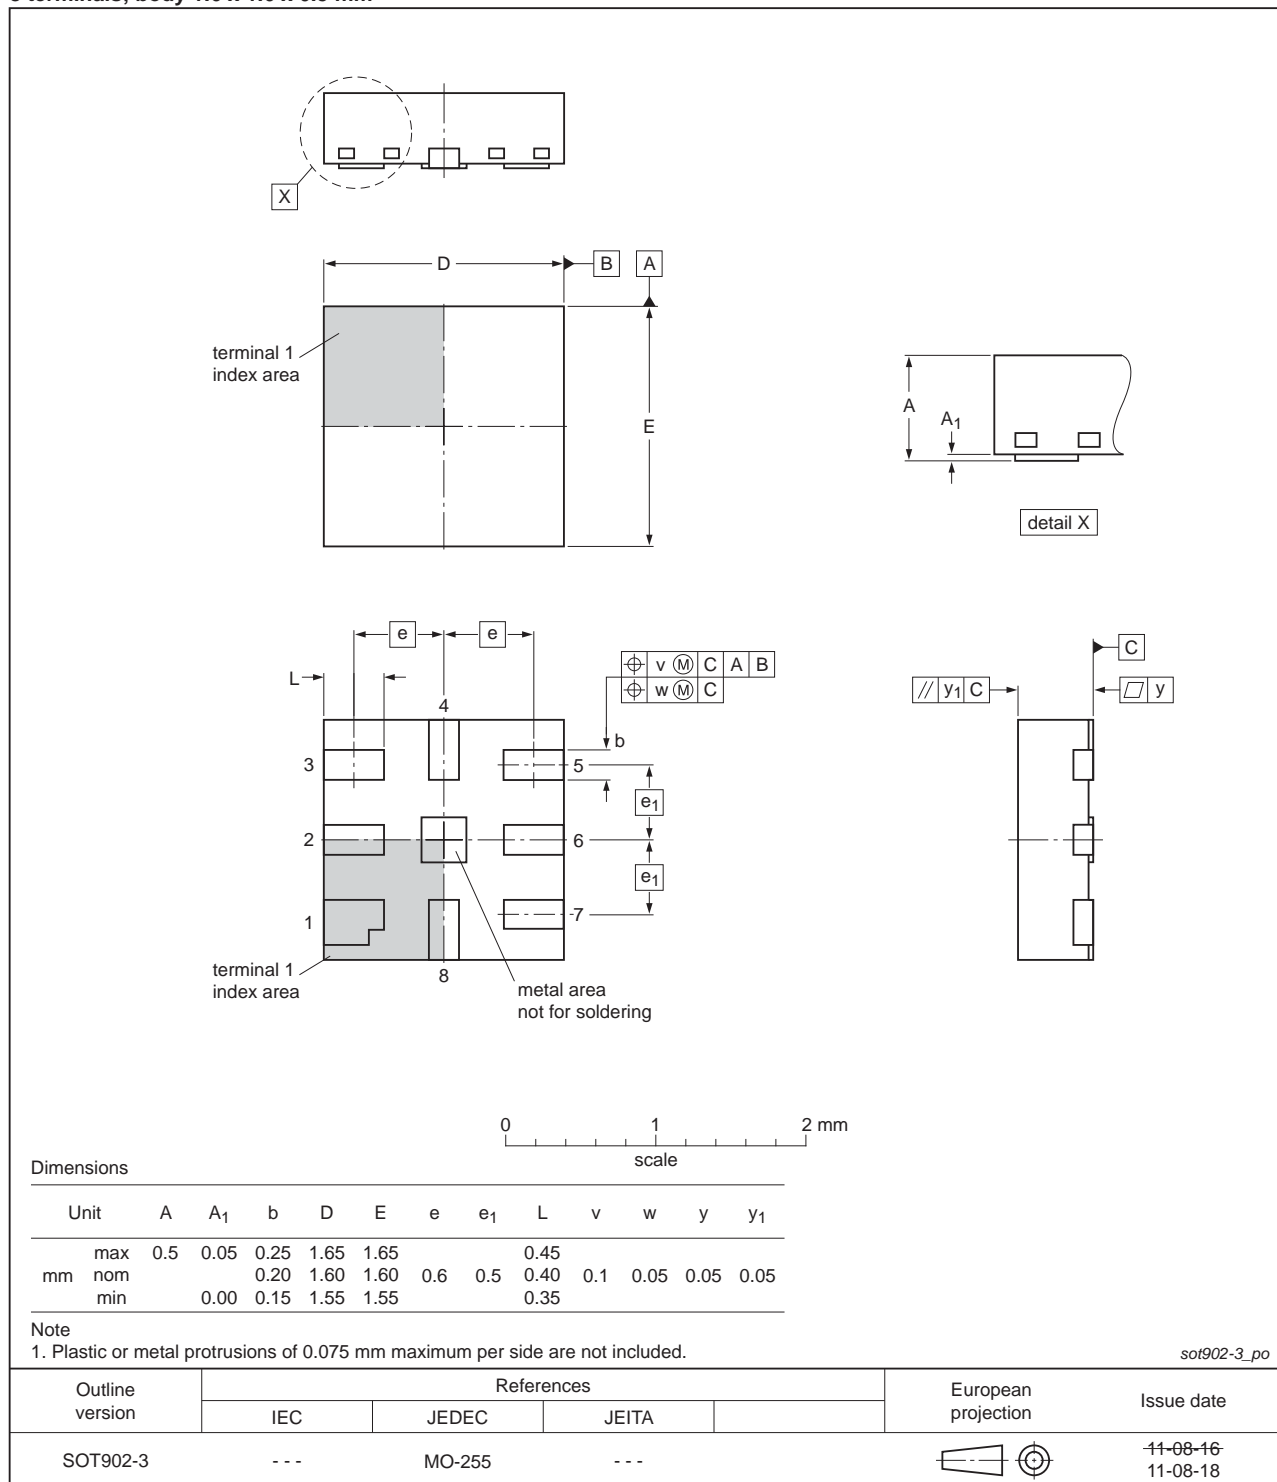 X
D
B
A
terminal 1
index area
E
A
A1
detail X
e
e
L
4
v M C A B
w M C
b
3
5
e1
2
6
e1
1
7
terminal 1
index area
8
metal area
not for soldering
C
// y1 C
y
0 1 2 mm
scale
Dimensions
Unit A A1 b D E e e1 L v w y y1
max 0.5 0.05 0.25 1.65 1.65 0.45
mm nom 0.20 1.60 1.60 0.6 0.5 0.40 0.1 0.05 0.05 0.05
min 0.00 0.15 1.55 1.55 0.35
Note
1. Plastic or metal protrusions of 0.075 mm maximum per side are not included.
sot902-3_po
Outline version
References
IEC JEDEC JEITA
European projection
Issue date
SOT902-3 - - - MO-255 - - -
11-08-16
11-08-18